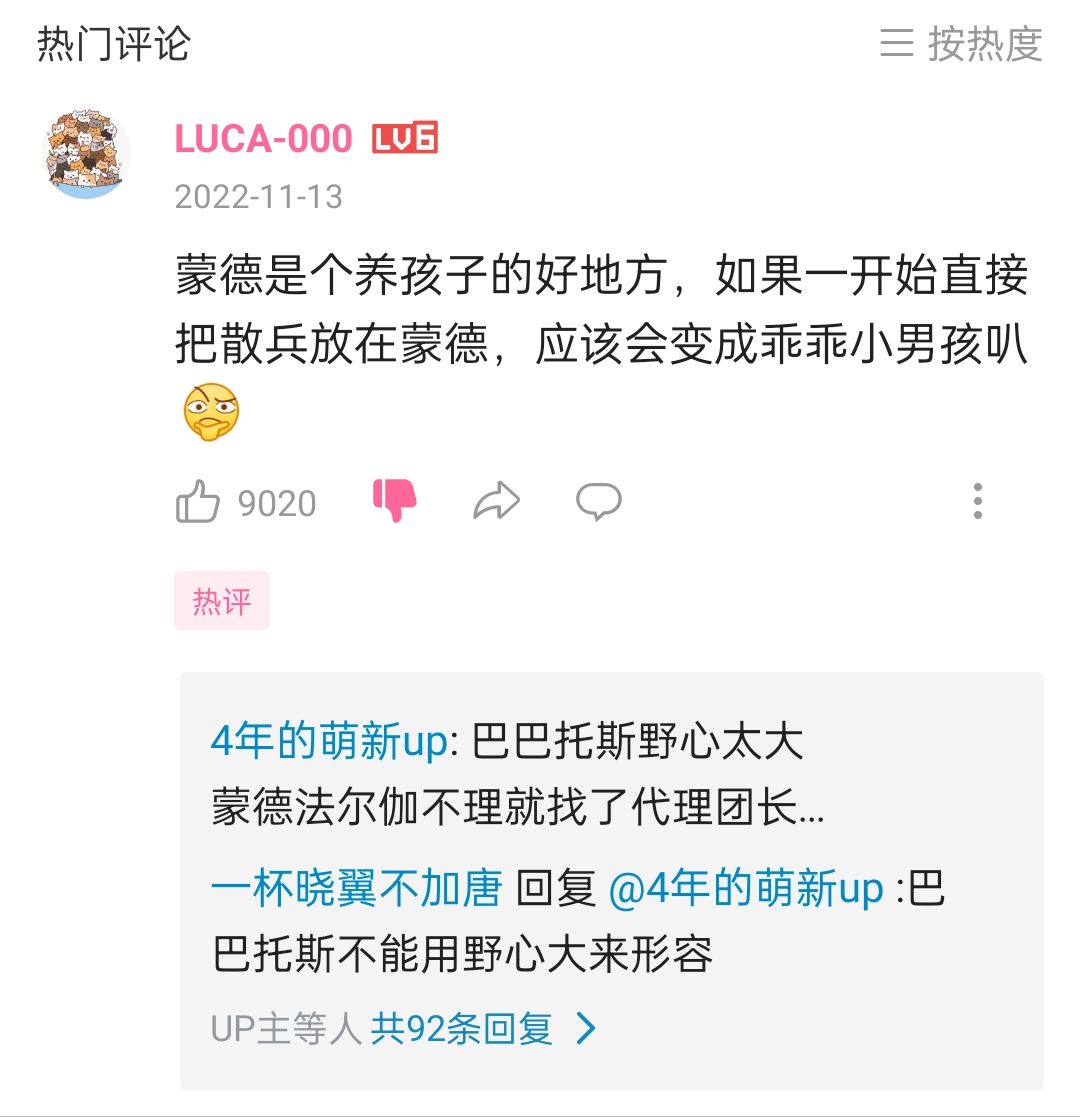 热门评论
按热度
LUCA-000 LV6
2022-11-13
蒙德是个养孩子的好地方，如果一开始直接
把散兵放在蒙德，应该会变成乖乖小男孩叭
9020
热评
4年的萌新up: 巴巴托斯野心太大
蒙德法尔伽不理就找了代理团长...
一杯晓翼不加唐 回复 @4年的萌新up :巴
巴托斯不能用野心大来形容
UP主等人 共92条回复